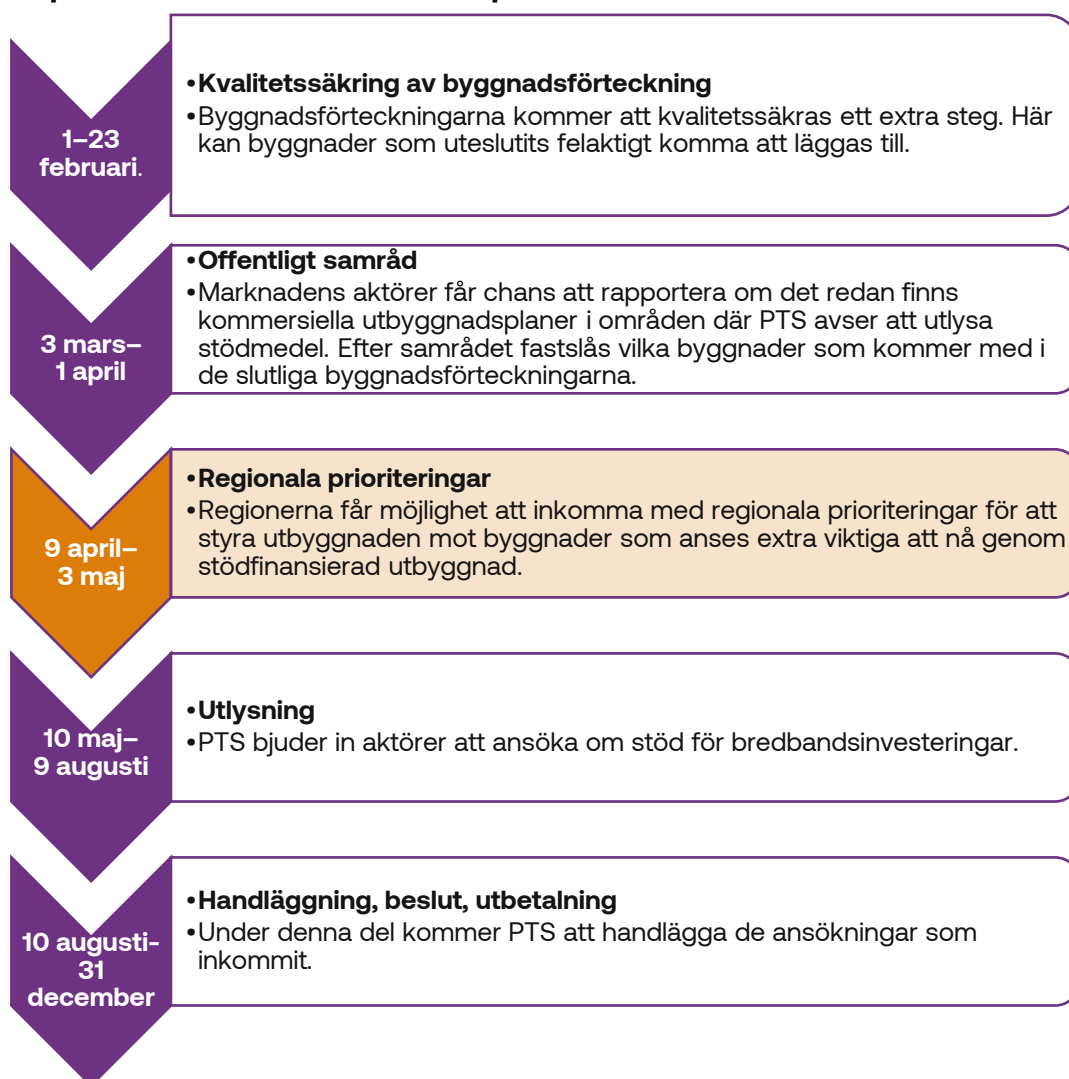 1–23
februari.
•Kvalitetssäkring av byggnadsförteckning
•Byggnadsförteckningarna kommer att kvalitetssäkras ett extra steg. Här
kan byggnader som uteslutits felaktigt komma att läggas till.
3 mars–
1 april
•Offentligt samråd
•Marknadens aktörer får chans att rapportera om det redan finns
kommersiella utbyggnadsplaner i områden där PTS avser att utlysa
stödmedel. Efter samrådet fastslås vilka byggnader som kommer med i
de slutliga byggnadsförteckningarna.
9 april–
3 maj
•Regionala prioriteringar
•Regionerna får möjlighet att inkomma med regionala prioriteringar för att
styra utbyggnaden mot byggnader som anses extra viktiga att nå genom
stödfinansierad utbyggnad.
10 maj–
9 augusti
•Utlysning
•PTS bjuder in aktörer att ansöka om stöd för bredbandsinvesteringar.
10 augusti-
31
december
•Handläggning, beslut, utbetalning
•Under denna del kommer PTS att handlägga de ansökningar som
inkommit.